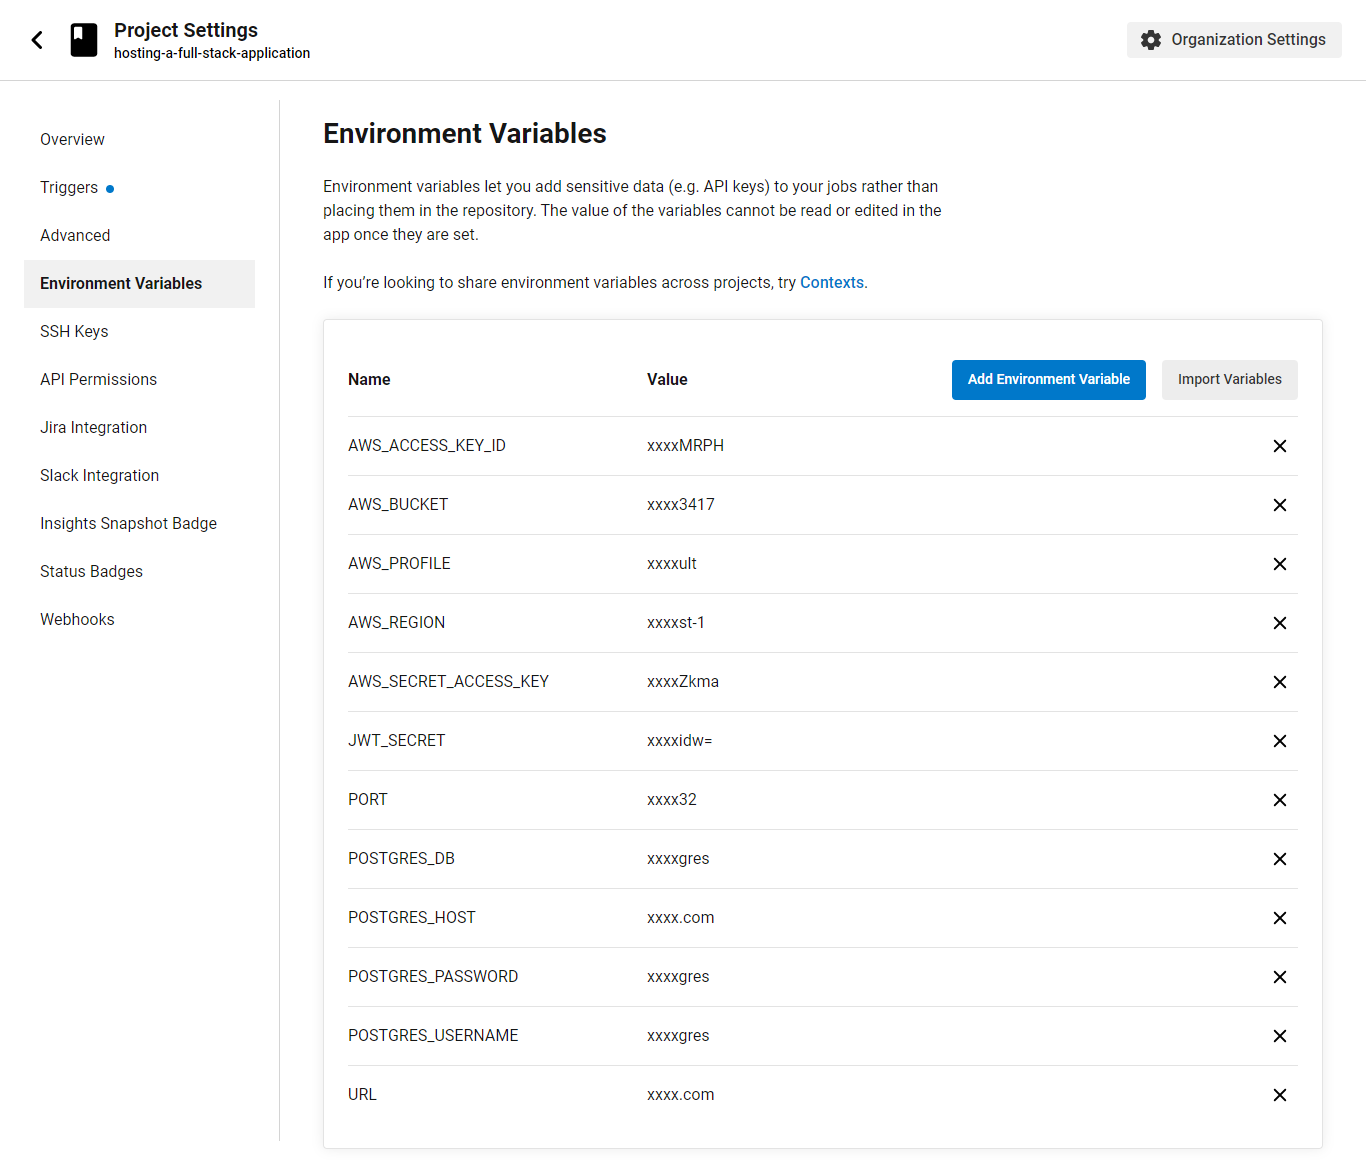 Project Settings
hosting-a-full-stack-application
Organization Settings
Overview
Triggers
Advanced
Environment Variables
SSH Keys
API Permissions
Jira Integration
Slack Integration
Insights Snapshot Badge
Status Badges
Webhooks
Environment Variables
Environment variables let you add sensitive data (e.g. API keys) to your jobs rather than
placing them in the repository. The value of the variables cannot be read or edited in the
app once they are set.
If you’re looking to share environment variables across projects, try Contexts.
Name Value Add Environment Variable Import Variables
AWS_ACCESS_KEY_ID xxxxMRPH
AWS_BUCKET xxxx3417
AWS_PROFILE xxxxult
AWS_REGION xxxxst-1
AWS_SECRET_ACCESS_KEY xxxxZkma
JWT_SECRET xxxxidw=
PORT xxxx32
POSTGRES_DB xxxxgres
POSTGRES_HOST xxxx.com
POSTGRES_PASSWORD xxxxgres
POSTGRES_USERNAME xxxxgres
URL xxxx.com